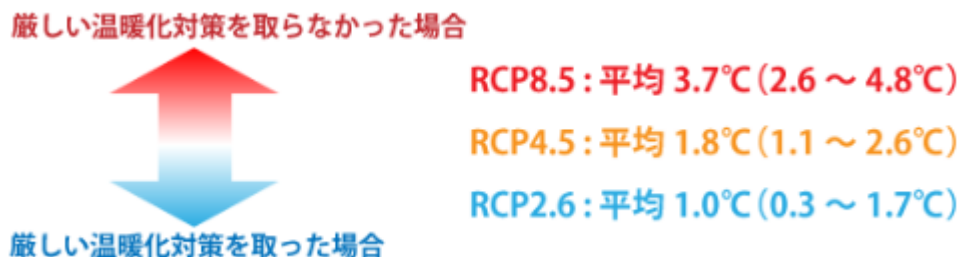 厳しい温暖化対策を取らなかった場合
RCP8.5 : 平均 3.7℃（2.6 ～ 4.8℃）
RCP4.5 : 平均 1.8℃（1.1 ～ 2.6℃）
RCP2.6 : 平均 1.0℃（0.3 ～ 1.7℃）
厳しい温暖化対策を取った場合